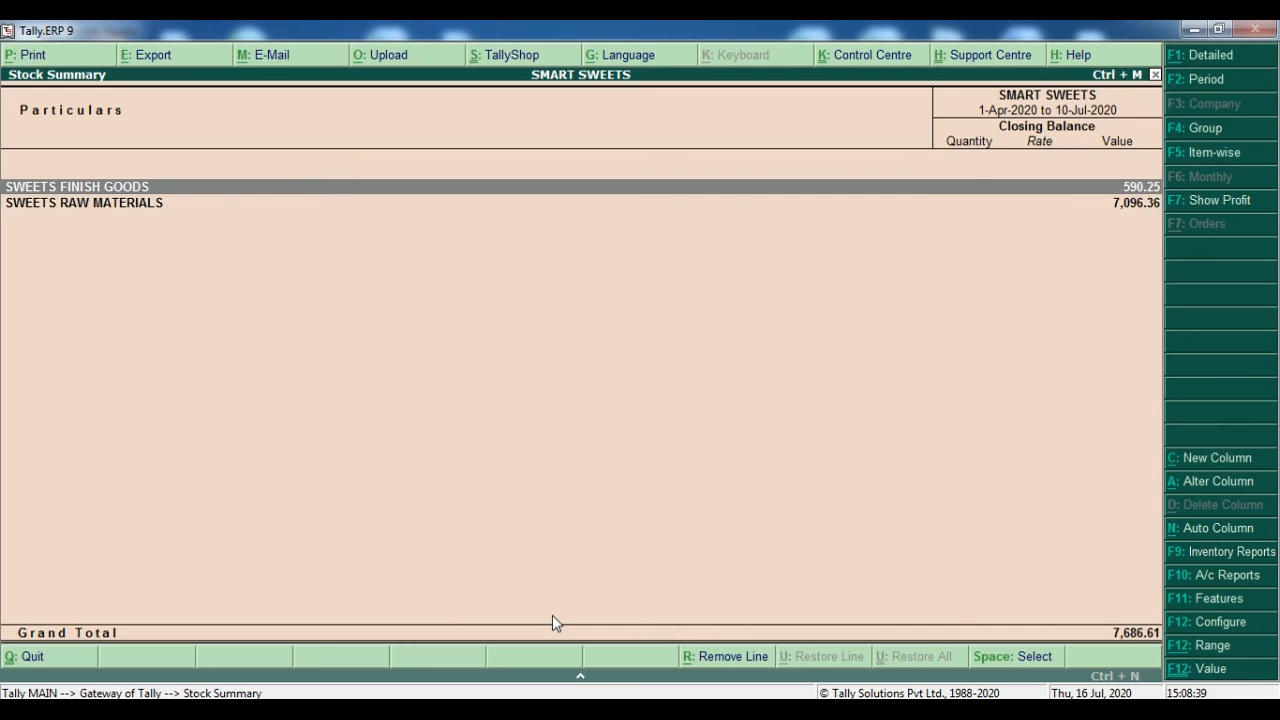 Tally.ERP 9
P: Print E: Export M: E-Mail O: Upload S: TallyShop G: Language K: Keyboard K: Control Centre H: Support Centre H: Help
Stock Summary SMART SWEETS Ctrl + M
Particulars
SMART SWEETS
1-Apr-2020 to 10-Jul-2020
Closing Balance
Quantity Rate Value
SWEETS FINISH GOODS 590.25
SWEETS RAW MATERIALS 7,096.36
Grand Total 7,686.61
Q: Quit R: Remove Line U: Restore Line U: Restore All Space: Select
Ctrl + N
Tally MAIN --> Gateway of Tally --> Stock Summary © Tally Solutions Pvt Ltd., 1988-2020 Thu, 16 Jul, 2020 15:08:39
F1: Detailed
F2: Period
F3: Company
F4: Group
F5: Item-wise
F6: Monthly
F7: Show Profit
F7: Orders
C: New Column
A: Alter Column
D: Delete Column
N: Auto Column
F9: Inventory Reports
F10: A/c Reports
F11: Features
F12: Configure
F12: Range
F12: Value